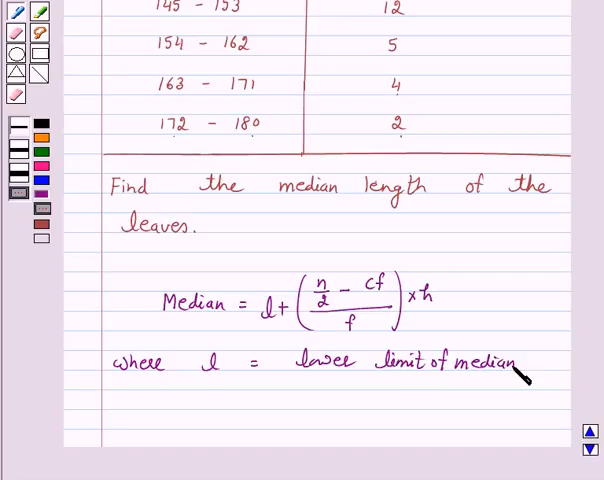 145 - 153 12
154 - 162 5
163 - 171 4
172 - 180 2
Find the median length of the
leaves.
Median = l + ( n/2 - cf / f ) × h
where l = lower limit of median